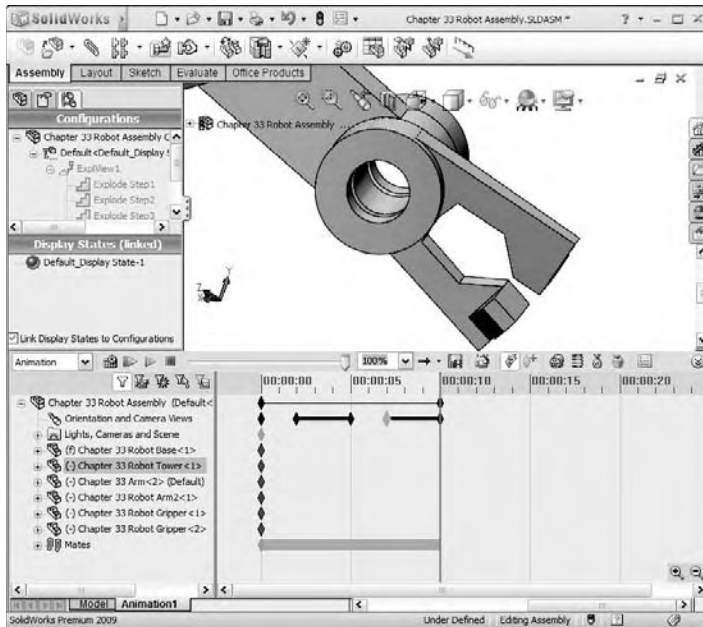 SolidWorks
Chapter 33 Robot Assembly.SLDASM *
?
Assembly Layout Sketch Evaluate Office Products
Configurations
Chapter 33 Robot Assembly C
Default<Default_Display S
ExplView1
Explode Step1
Explode Step2
Explode Step3
Chapter 33 Robot Assembly ...
Y
Z
X
Display States (linked)
Default_Display State-1
Link Display States to Configurations
Animation
100%
00:00:00 00:00:05 00:00:10 00:00:15 00:00:20
Chapter 33 Robot Assembly (Default<
Orientation and Camera Views
Lights, Cameras and Scene
(f) Chapter 33 Robot Base<1>
(-) Chapter 33 Robot Tower<1>
(-) Chapter 33 Arm<2> (Default)
(-) Chapter 33 Robot Arm2<1>
(-) Chapter 33 Robot Gripper<1>
(-) Chapter 33 Robot Gripper<2>
Mates
Model Animation1
SolidWorks Premium 2009 Under Defined Editing Assembly ?